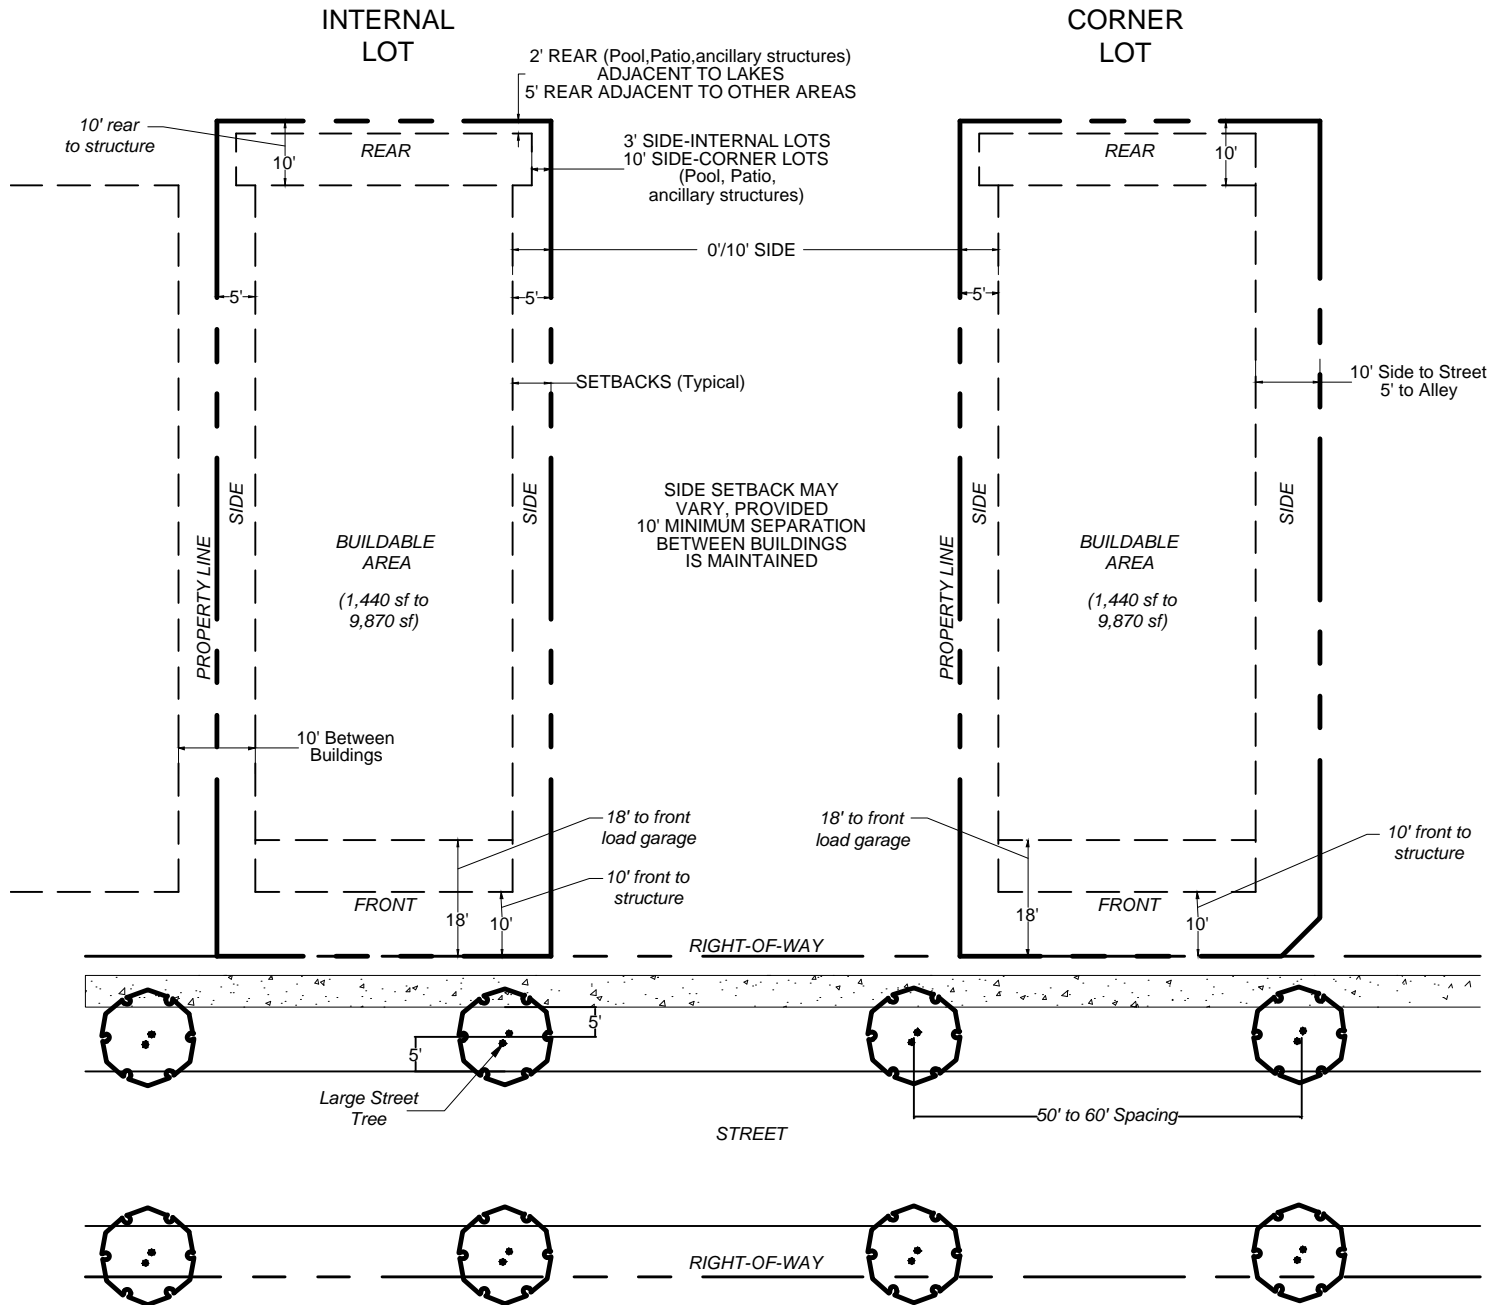 INTERNAL
LOT
CORNER
LOT
2' REAR (Pool,Patio,ancillary structures)
ADJACENT TO LAKES
5' REAR ADJACENT TO OTHER AREAS
10' rear
to structure
10'
REAR
3' SIDE-INTERNAL LOTS
10' SIDE-CORNER LOTS
(Pool, Patio,
ancillary structures)
REAR
10'
0'/10' SIDE
5'
5'
5'
SETBACKS (Typical)
10' Side to Street
5' to Alley
SIDE
SIDE
SIDE
SIDE
SIDE SETBACK MAY
VARY, PROVIDED
10' MINIMUM SEPARATION
BETWEEN BUILDINGS
IS MAINTAINED
PROPERTY LINE
BUILDABLE
AREA
(1,440 sf to
9,870 sf)
PROPERTY LINE
BUILDABLE
AREA
(1,440 sf to
9,870 sf)
10' Between
Buildings
18' to front
load garage
18' to front
load garage
10' front to
structure
10' front to
structure
FRONT
18'
10'
18'
FRONT
10'
RIGHT-OF-WAY
5'
5'
Large Street
Tree
50' to 60' Spacing
STREET
RIGHT-OF-WAY